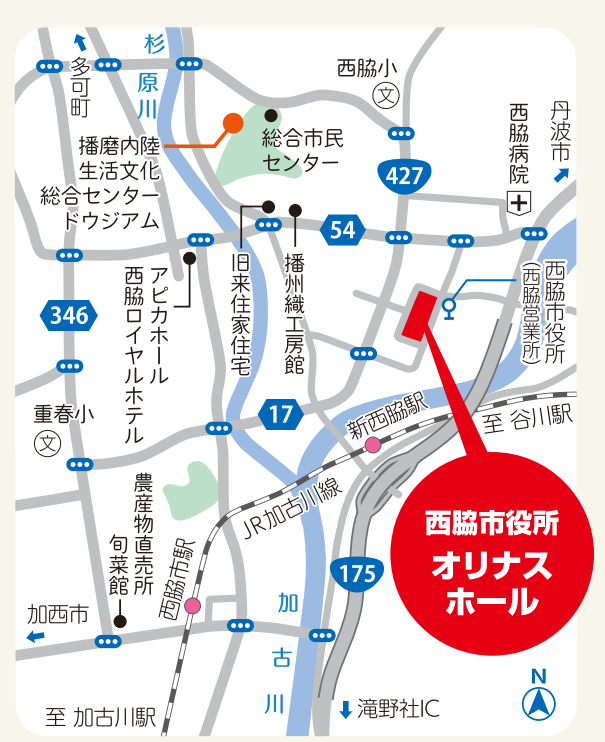 杉原川
多可町
西脇小
文
丹波市
西脇病院
総合市民
センター
播磨内陸
生活文化
総合センター
ドウジアム
427
54
346
旧来住家住宅
播州織工房館
アピカホール
西脇ロイヤルホテル
西脇市役所
(西脇営業所)
重春小
文
17
新西脇駅
至 谷川駅
JR加古川線
農産物直売所
旬菜館
西脇市駅
西脇市役所
オリナス
ホール
175
加西市
加古川
至 加古川駅
滝野社IC
N